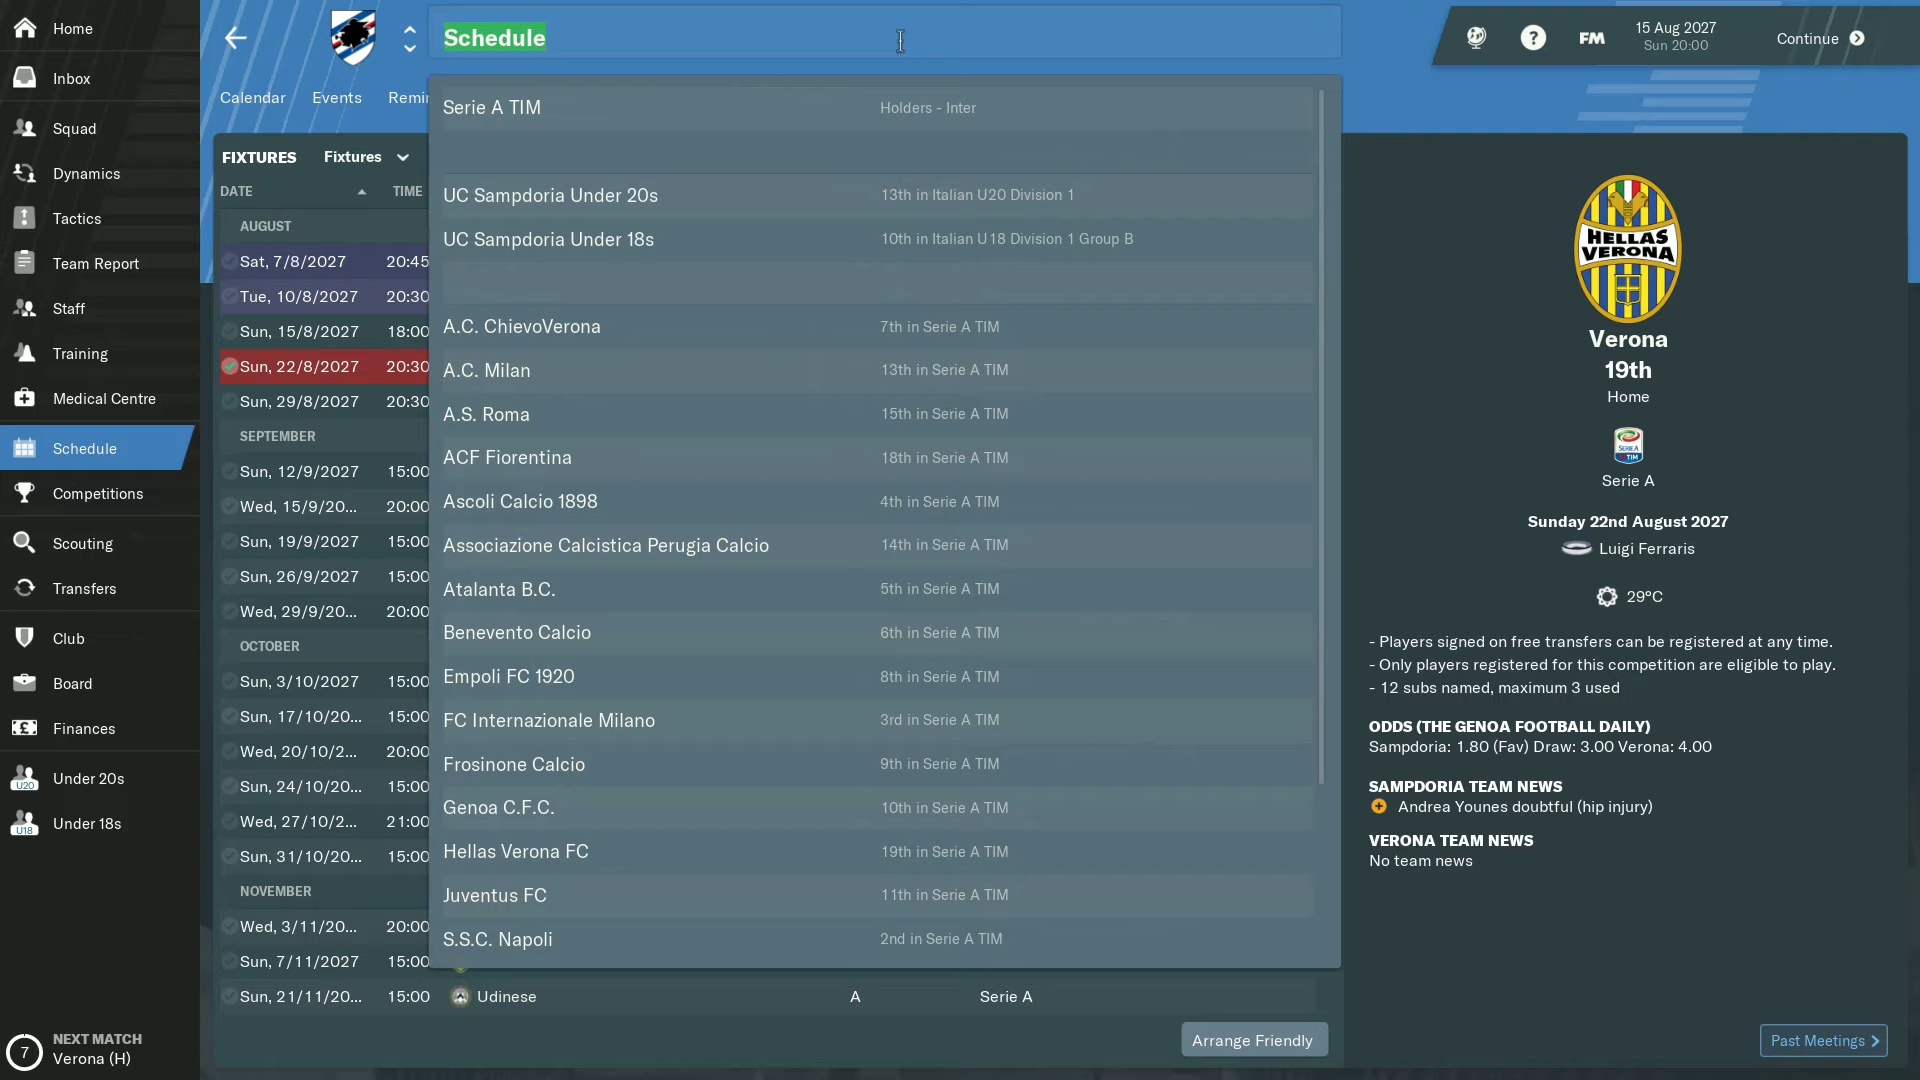 Home
Inbox
Squad
Dynamics
Tactics
Team Report
Staff
Training
Medical Centre
Schedule
Competitions
Scouting
Transfers
Club
Board
Finances
U20 Under 20s
U18 Under 18s
7 NEXT MATCH
Verona (H)
Schedule
? FM 15 Aug 2027 Continue
Sun 20:00
Calendar Events
FIXTURES Fixtures
DATE TIME
AUGUST
Sat, 7/8/2027 20:45
Tue, 10/8/2027 20:30
Sun, 15/8/2027 18:00
Sun, 22/8/2027 20:30
Sun, 29/8/2027 20:30
SEPTEMBER
Sun, 12/9/2027 15:00
Wed, 15/9/20... 20:00
Sun, 19/9/2027 15:00
Sun, 26/9/2027 15:00
Wed, 29/9/20... 20:00
OCTOBER
Sun, 3/10/2027 15:00
Sun, 17/10/20... 15:00
Wed, 20/10/2... 20:00
Sun, 24/10/20... 15:00
Wed, 27/10/2... 21:00
Sun, 31/10/20... 15:00
NOVEMBER
Wed, 3/11/20... 20:00
Sun, 7/11/2027 15:00
Sun, 21/11/20... 15:00 Udinese A Serie A
Serie A TIM Holders - Inter
UC Sampdoria Under 20s 13th in Italian U20 Division 1
UC Sampdoria Under 18s 10th in Italian U18 Division 1 Group B
A.C. ChievoVerona 7th in Serie A TIM
A.C. Milan 13th in Serie A TIM
A.S. Roma 15th in Serie A TIM
ACF Fiorentina 18th in Serie A TIM
Ascoli Calcio 1898 4th in Serie A TIM
Associazione Calcistica Perugia Calcio 14th in Serie A TIM
Atalanta B.C. 5th in Serie A TIM
Benevento Calcio 6th in Serie A TIM
Empoli FC 1920 8th in Serie A TIM
FC Internazionale Milano 3rd in Serie A TIM
Frosinone Calcio 9th in Serie A TIM
Genoa C.F.C. 10th in Serie A TIM
Hellas Verona FC 19th in Serie A TIM
Juventus FC 11th in Serie A TIM
S.S.C. Napoli 2nd in Serie A TIM
Arrange Friendly
HELLAS
VERONA
Verona
19th
Home
SERIE A
TIM
Serie A
Sunday 22nd August 2027
Luigi Ferraris
29°C
- Players signed on free transfers can be registered at any time.
- Only players registered for this competition are eligible to play.
- 12 subs named, maximum 3 used
ODDS (THE GENOA FOOTBALL DAILY)
Sampdoria: 1.80 (Fav) Draw: 3.00 Verona: 4.00
SAMPDORIA TEAM NEWS
Andrea Younes doubtful (hip injury)
VERONA TEAM NEWS
No team news
Past Meetings